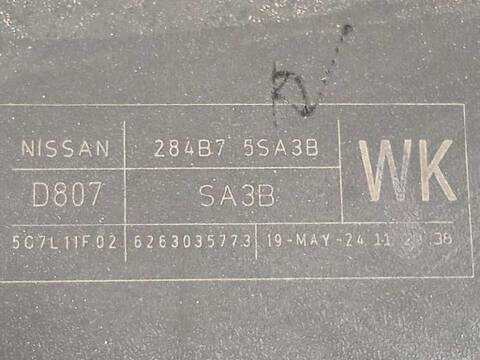 NISSAN 284B7 5SA3B WK
D807 SA3B
5C7L11F02 6263035773 19-MAY-24 11 38